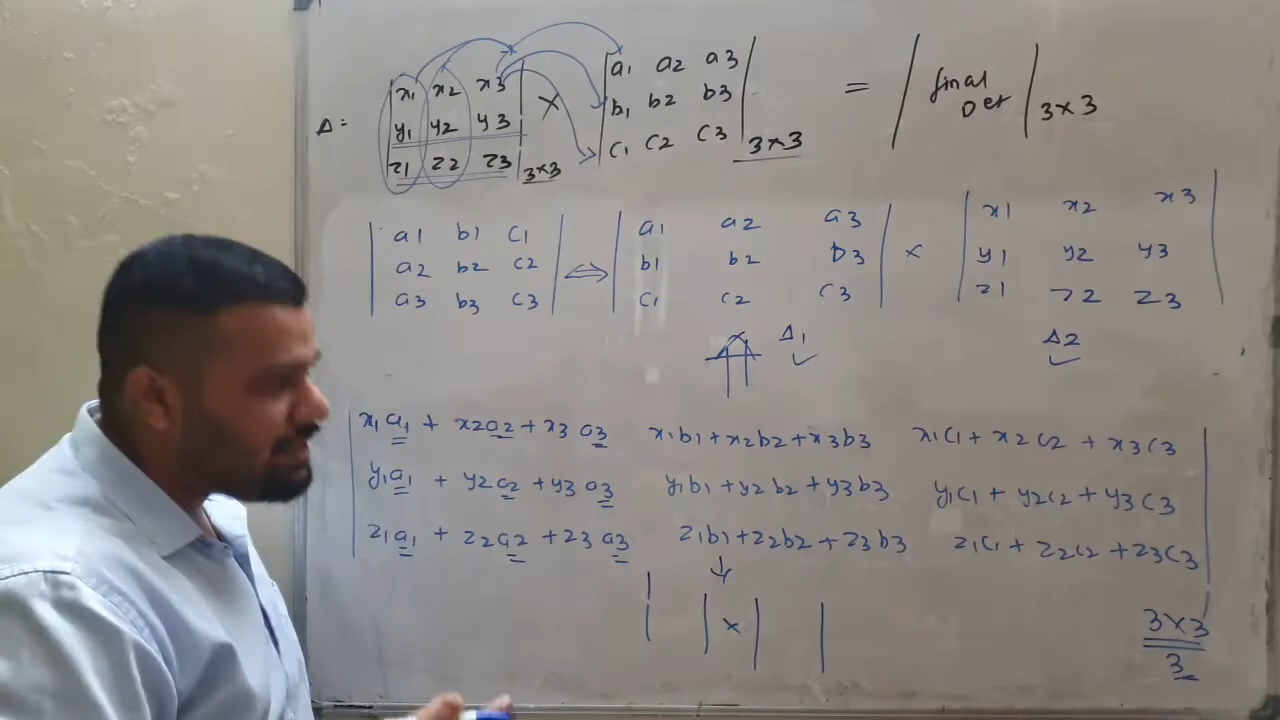 Δ = | x1 x2 x3 | × | a1 a2 a3 | = | final |
| y1 y2 y3 | | b1 b2 b3 | | Det | 3×3
| z1 z2 z3 | 3×3 | c1 c2 c3 | 3×3
| a1 b1 c1 | ⇔ | a1 a2 a3 | × | x1 x2 x3 |
| a2 b2 c2 | | b1 b2 b3 | | y1 y2 y3 |
| a3 b3 c3 | | c1 c2 c3 | | z1 z2 z3 |
Δ1 ✓ Δ2 ✓
| x1a1 + x2a2 + x3a3 x1b1 + x2b2 + x3b3 x1c1 + x2c2 + x3c3 |
| y1a1 + y2a2 + y3a3 y1b1 + y2b2 + y3b3 y1c1 + y2c2 + y3c3 |
| z1a1 + z2a2 + z3a3 z1b1 + z2b2 + z3b3 z1c1 + z2c2 + z3c3 |
| | × | |
3×3
3